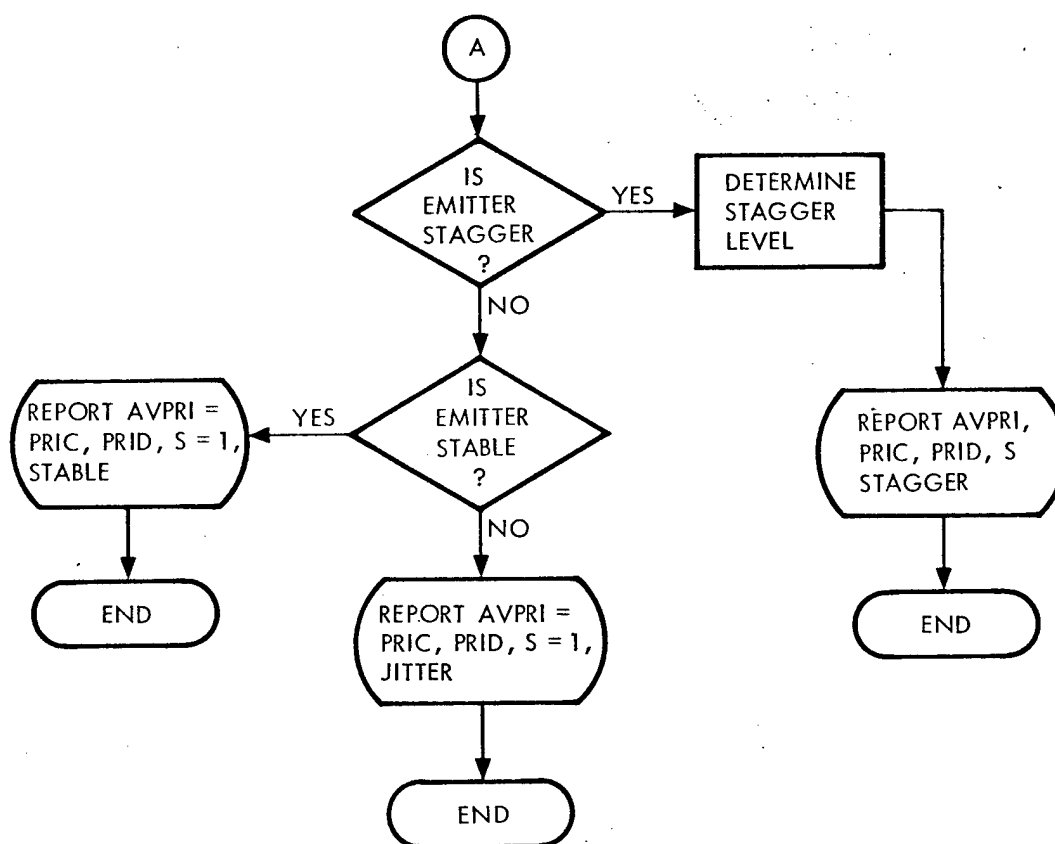 A
IS
EMITTER
STAGGER
?
YES
DETERMINE
STAGGER
LEVEL
NO
IS
EMITTER
STABLE
?
YES
REPORT AVPRI =
PRIC, PRID, S = 1,
STABLE
END
NO
REPORT AVPRI =
PRIC, PRID, S = 1,
JITTER
END
REPORT AVPRI,
PRIC, PRID, S
STAGGER
END